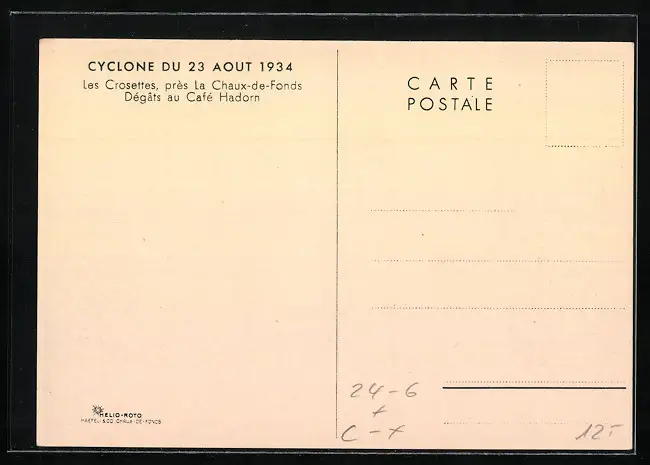 CYCLONE DU 23 AOUT 1934
Les Crosettes, près La Chaux-de-Fonds
Dégâts au Café Hadorn
CARTE
POSTALE
HELIO-ROTO
HAEFELI & CO. CHAUX-DE-FONDS
24-6
+
C-x
12.-